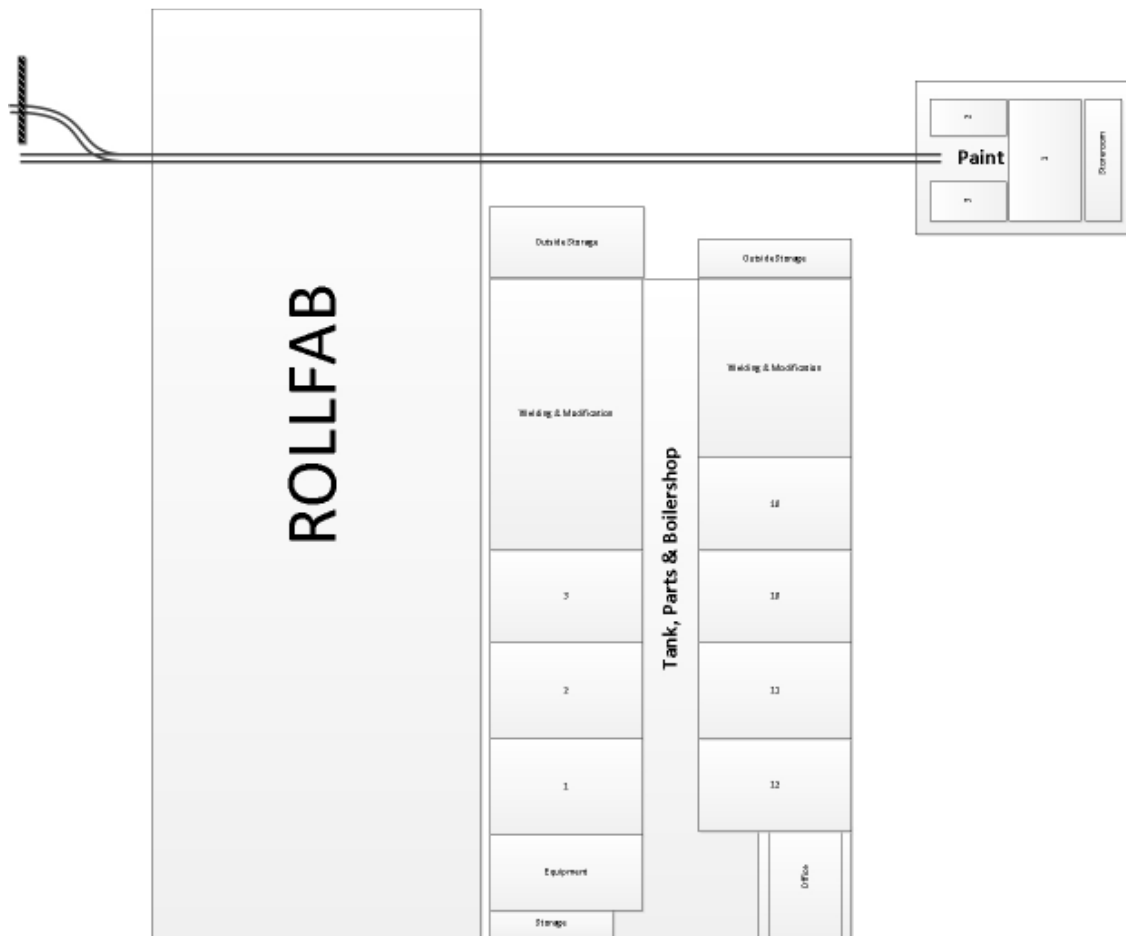 Paint
Storeroom
Outside Storage
Outside Storage
ROLLFAB
Welding & Modification
Welding & Modification
Tank, Parts & Boilershop
3
10
2
11
1
12
Equipment
Office
Storage